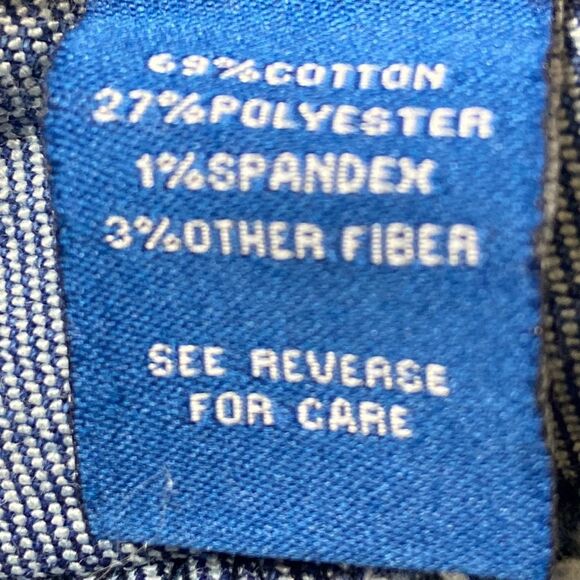 69%COTTON
27%POLYESTER
1%SPANDEX
3%OTHER FIBER
SEE REVERSE
FOR CARE